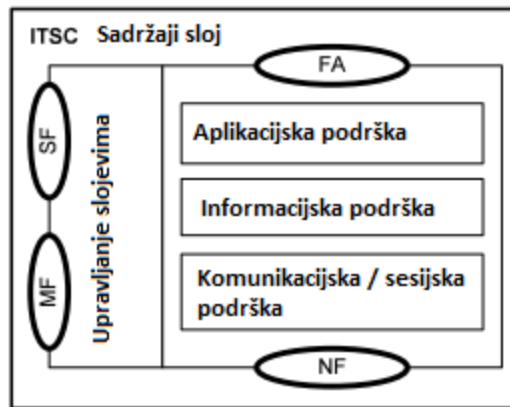 ITSC Sadržaji sloj
FA
SF
MF
Upravljanje slojevima
Aplikacijska podrška
Informacijska podrška
Komunikacijska / sesijska
podrška
NF